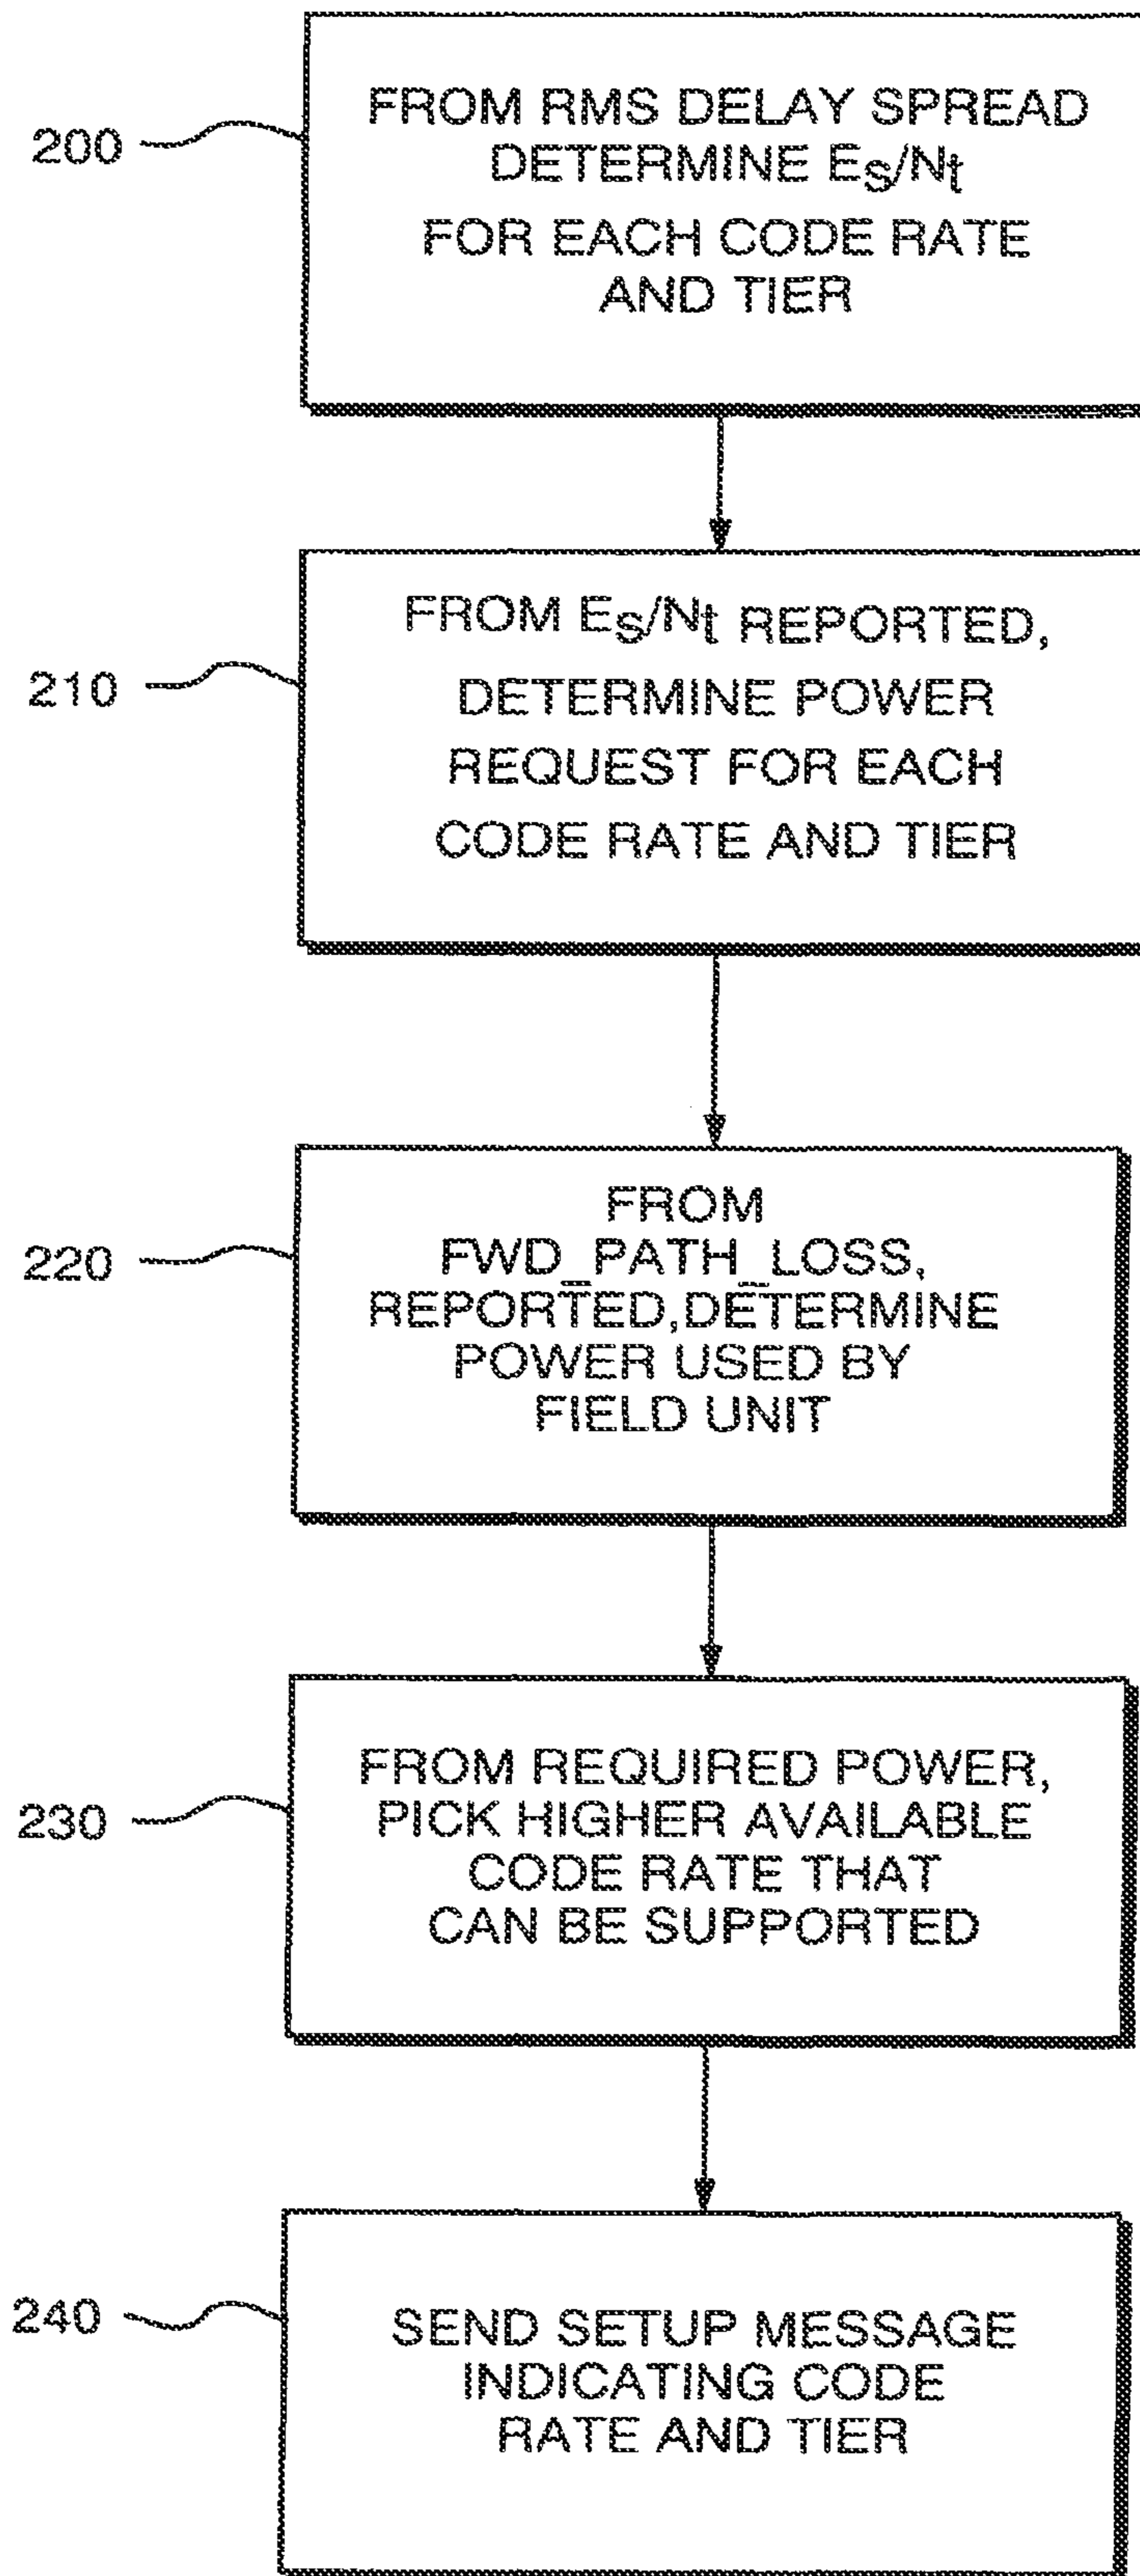 200
FROM RMS DELAY SPREAD
DETERMINE Es/Nt
FOR EACH CODE RATE
AND TIER
210
FROM Es/Nt REPORTED,
DETERMINE POWER
REQUEST FOR EACH
CODE RATE AND TIER
220
FROM
FWD_PATH_LOSS,
REPORTED,DETERMINE
POWER USED BY
FIELD UNIT
230
FROM REQUIRED POWER,
PICK HIGHER AVAILABLE
CODE RATE THAT
CAN BE SUPPORTED
240
SEND SETUP MESSAGE
INDICATING CODE
RATE AND TIER